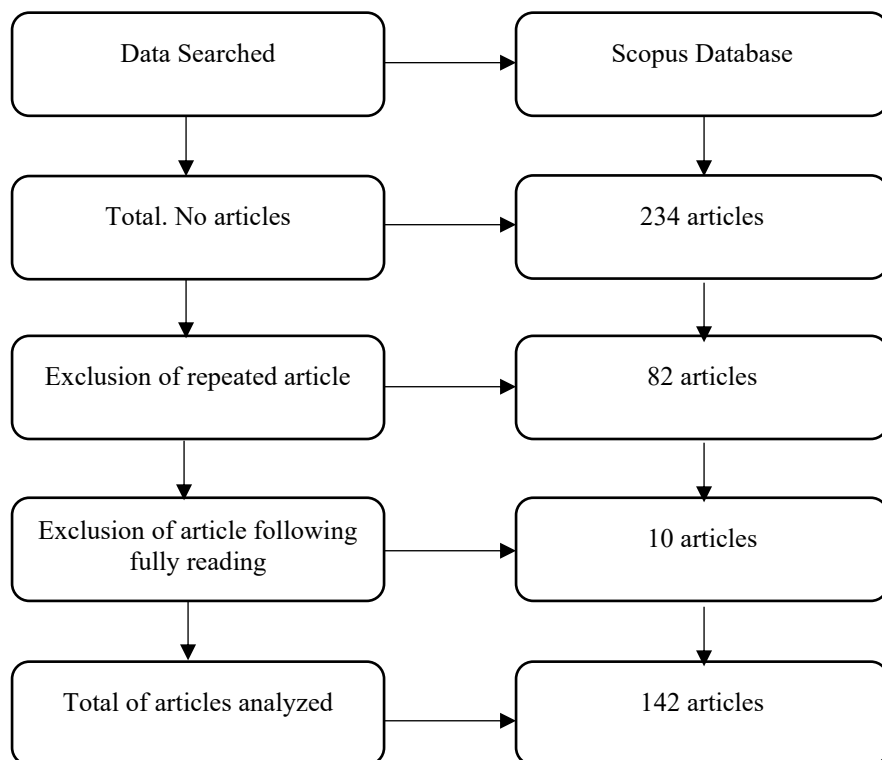 Data Searched
Scopus Database
Total. No articles
234 articles
Exclusion of repeated article
82 articles
Exclusion of article following
fully reading
10 articles
Total of articles analyzed
142 articles